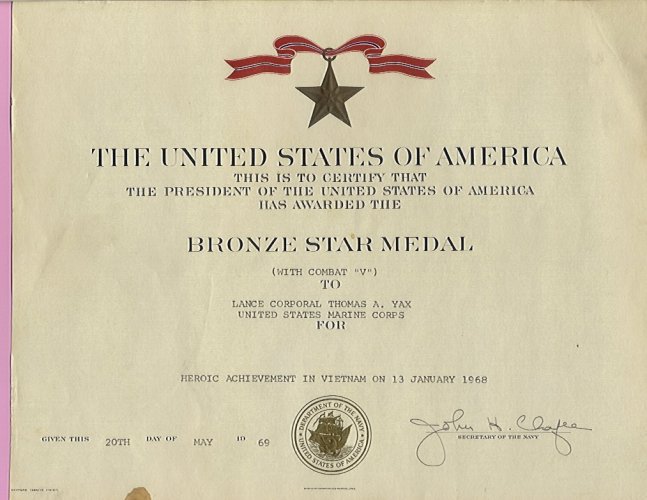 THE UNITED STATES OF AMERICA
THIS IS TO CERTIFY THAT
THE PRESIDENT OF THE UNITED STATES OF AMERICA
HAS AWARDED THE
BRONZE STAR MEDAL
(WITH COMBAT "V")
TO
LANCE CORPORAL THOMAS A. YAX
UNITED STATES MARINE CORPS
FOR
HEROIC ACHIEVEMENT IN VIETNAM ON 13 JANUARY 1968
GIVEN THIS 20TH DAY OF MAY 19 69
DEPARTMENT OF THE NAVY
UNITED STATES OF AMERICA
John H. Chafee
SECRETARY OF THE NAVY